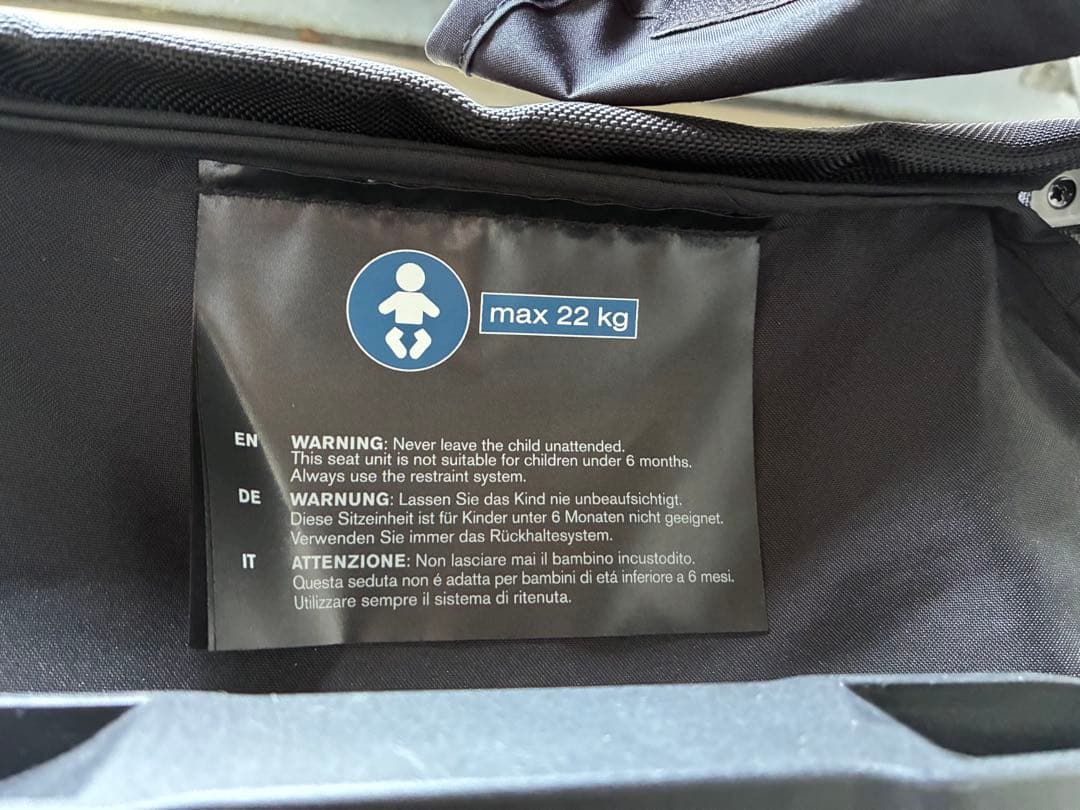 max 22 kg
EN WARNING: Never leave the child unattended.
This seat unit is not suitable for children under 6 months.
Always use the restraint system.
DE WARNUNG: Lassen Sie das Kind nie unbeaufsichtigt.
Diese Sitzeinheit ist für Kinder unter 6 Monaten nicht geeignet.
Verwenden Sie immer das Rückhaltesystem.
IT ATTENZIONE: Non lasciare mai il bambino incustodito.
Questa seduta non é adatta per bambini di etá inferiore a 6 mesi.
Utilizzare sempre il sistema di ritenuta.